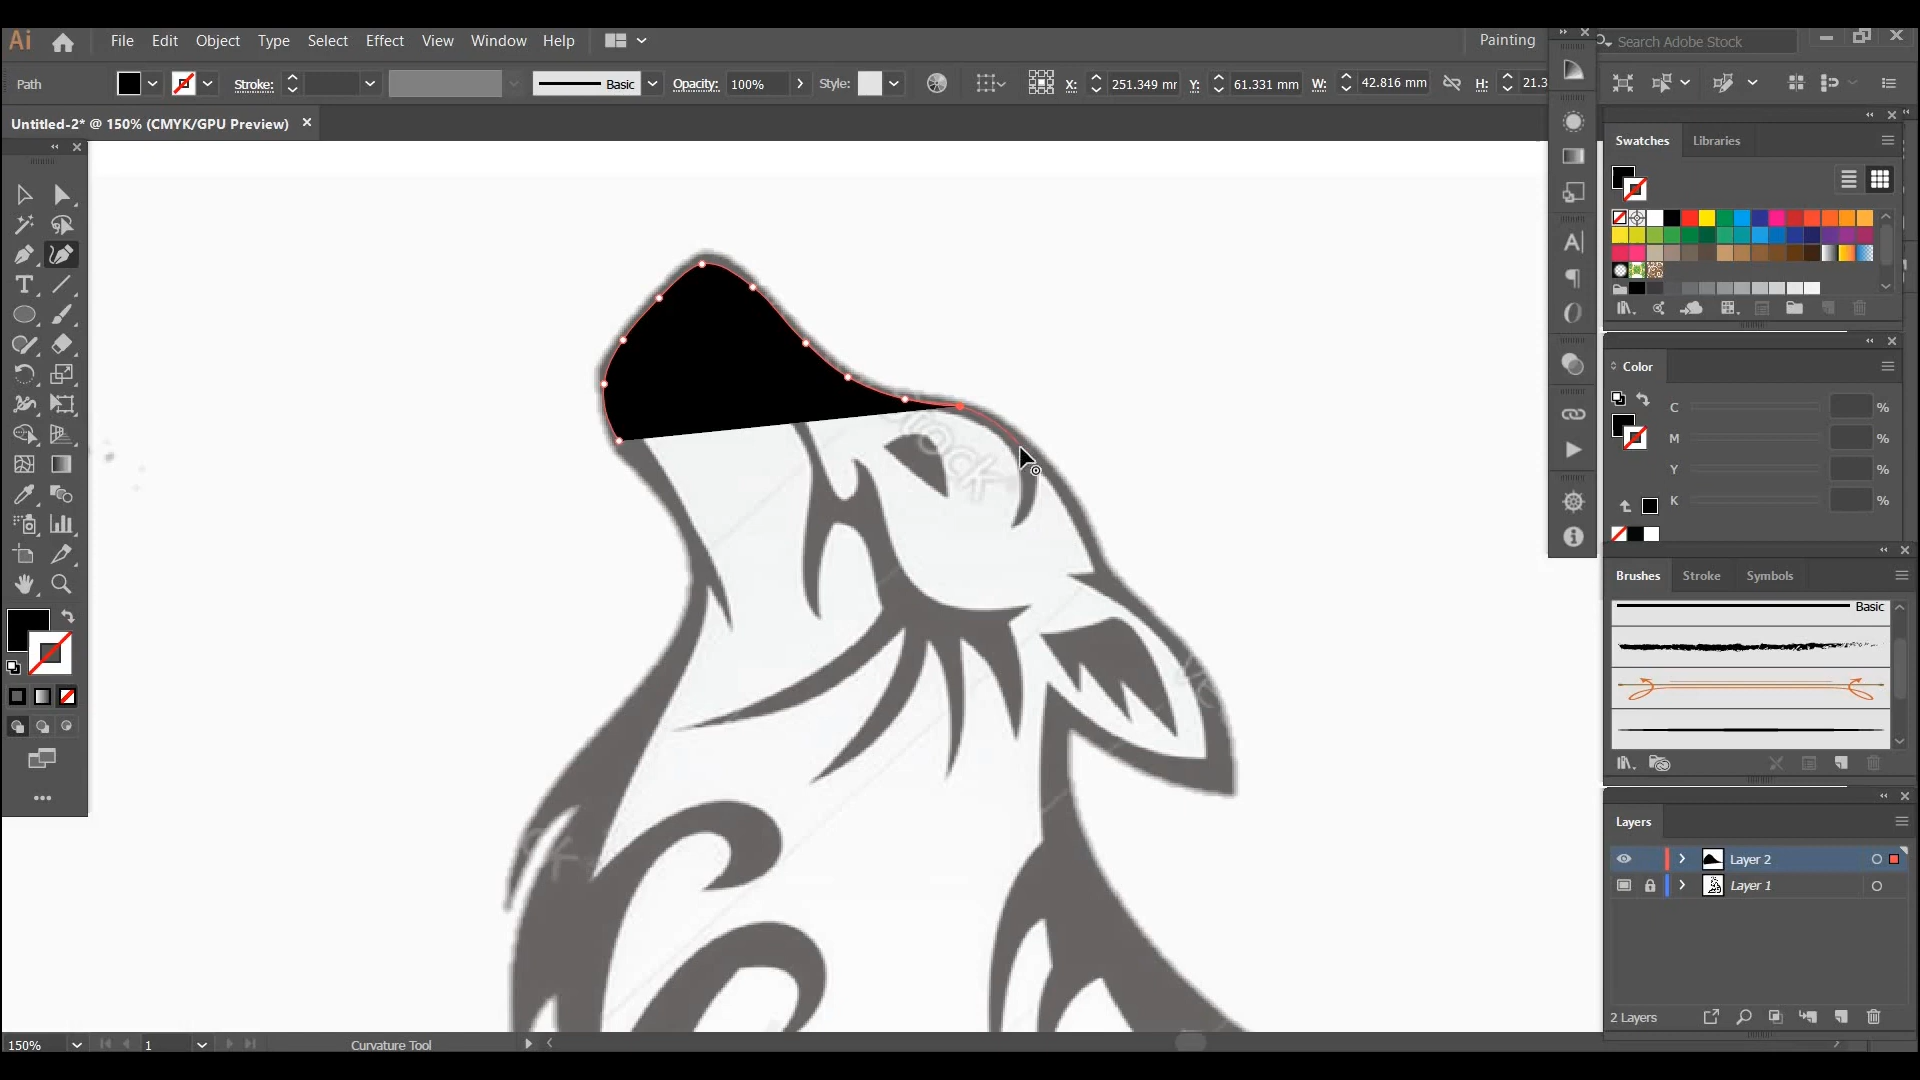 Ai File Edit Object Type Select Effect View Window Help Painting Search Adobe Stock
Path Stroke: Basic Opacity: 100% Style: X: 251.349 mr Y: 61.331 mm W: 42.816 mm H: 21.3
Untitled-2* @ 150% (CMYK/GPU Preview)
Swatches Libraries
Color
C %
M %
Y %
K %
Brushes Stroke Symbols
Basic
Layers
Layer 2
Layer 1
2 Layers
150% 1 Curvature Tool